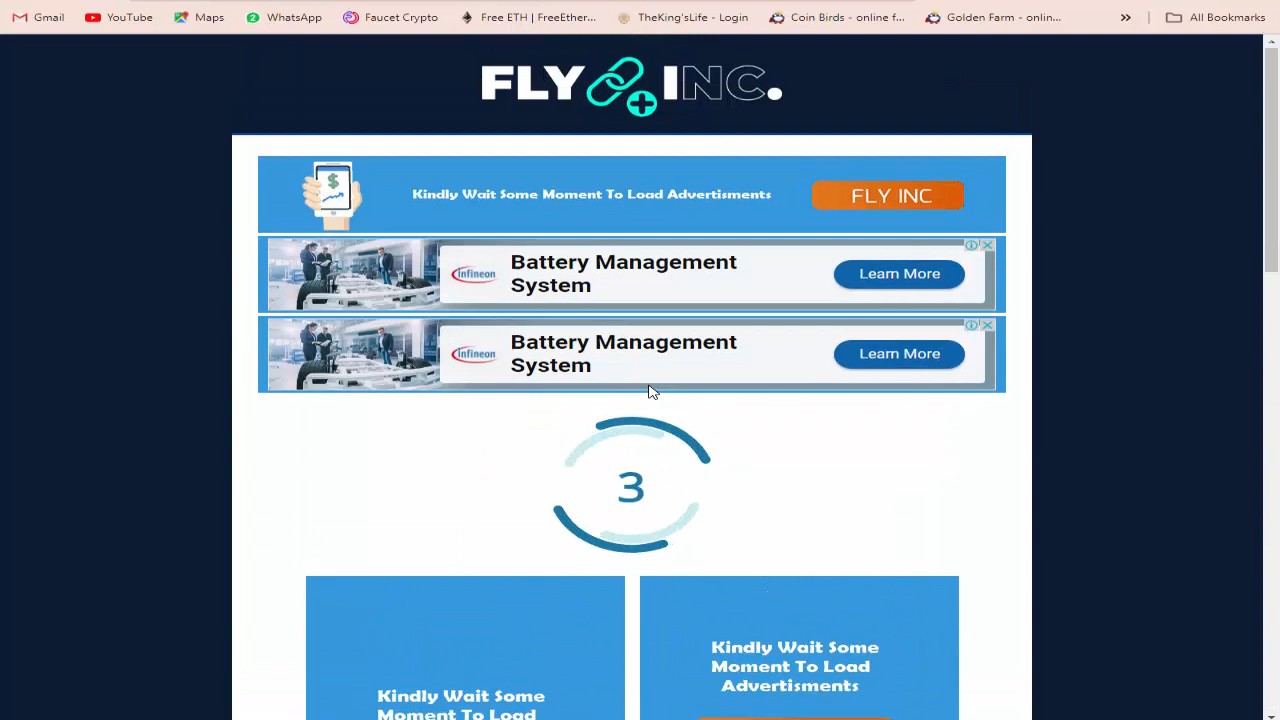 Gmail YouTube Maps WhatsApp Faucet Crypto Free ETH | FreeEther... TheKing'sLife - Login Coin Birds - online f... Golden Farm - onlin... » All Bookmarks
FLY INC.
Kindly Wait Some Moment To Load Advertisments FLY INC
infineon Battery Management System Learn More
infineon Battery Management System Learn More
3
Kindly Wait Some
Moment To Load
Kindly Wait Some
Moment To Load
Advertisments